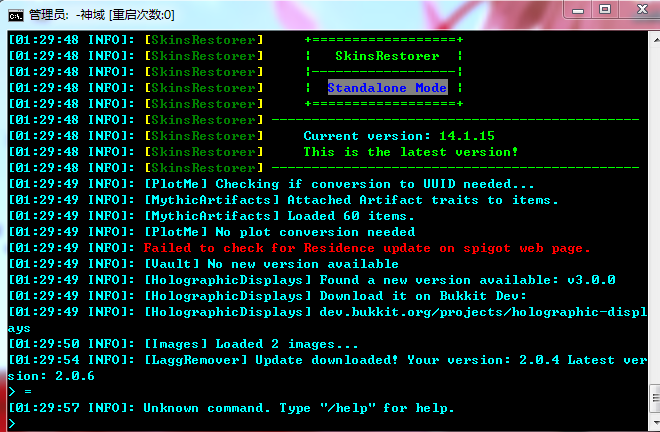 管理员: -神域 [重启次数:0]
[01:29:48 INFO]: [SkinsRestorer] +===================+
[01:29:48 INFO]: [SkinsRestorer] ¦ SkinsRestorer ¦
[01:29:48 INFO]: [SkinsRestorer] ¦-------------------¦
[01:29:48 INFO]: [SkinsRestorer] ¦ Standalone Mode ¦
[01:29:48 INFO]: [SkinsRestorer] +===================+
[01:29:48 INFO]: [SkinsRestorer] ----------------------------------------------
[01:29:48 INFO]: [SkinsRestorer] Current version: 14.1.15
[01:29:48 INFO]: [SkinsRestorer] This is the latest version!
[01:29:48 INFO]: [SkinsRestorer] ----------------------------------------------
[01:29:49 INFO]: [PlotMe] Checking if conversion to UUID needed...
[01:29:49 INFO]: [MythicArtifacts] Attached Artifact traits to items.
[01:29:49 INFO]: [MythicArtifacts] Loaded 60 items.
[01:29:49 INFO]: [PlotMe] No plot conversion needed
[01:29:49 INFO]: Failed to check for Residence update on spigot web page.
[01:29:49 INFO]: [Vault] No new version available
[01:29:49 INFO]: [HolographicDisplays] Found a new version available: v3.0.0
[01:29:49 INFO]: [HolographicDisplays] Download it on Bukkit Dev:
[01:29:49 INFO]: [HolographicDisplays] dev.bukkit.org/projects/holographic-displ
ays
[01:29:50 INFO]: [Images] Loaded 2 images...
[01:29:54 INFO]: [LaggRemover] Update downloaded! Your version: 2.0.4 Latest ver
sion: 2.0.6
> =
[01:29:57 INFO]: Unknown command. Type "/help" for help.
>